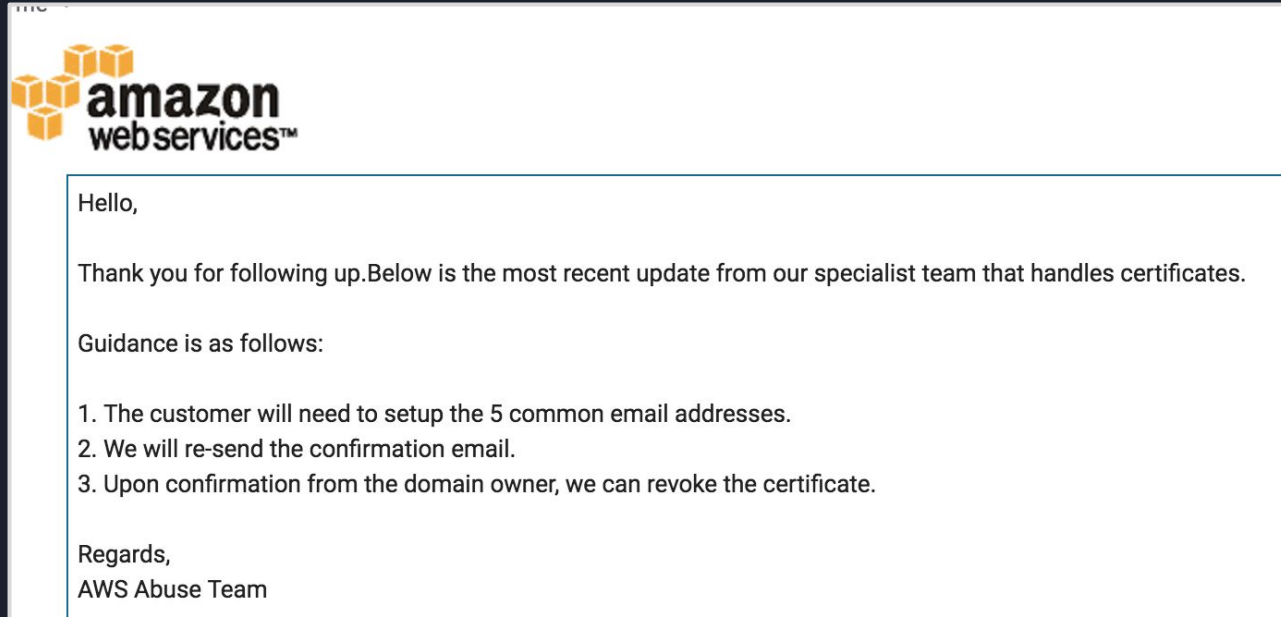 amazon
webservices™
Hello,
Thank you for following up.Below is the most recent update from our specialist team that handles certificates.
Guidance is as follows:
1. The customer will need to setup the 5 common email addresses.
2. We will re-send the confirmation email.
3. Upon confirmation from the domain owner, we can revoke the certificate.
Regards,
AWS Abuse Team